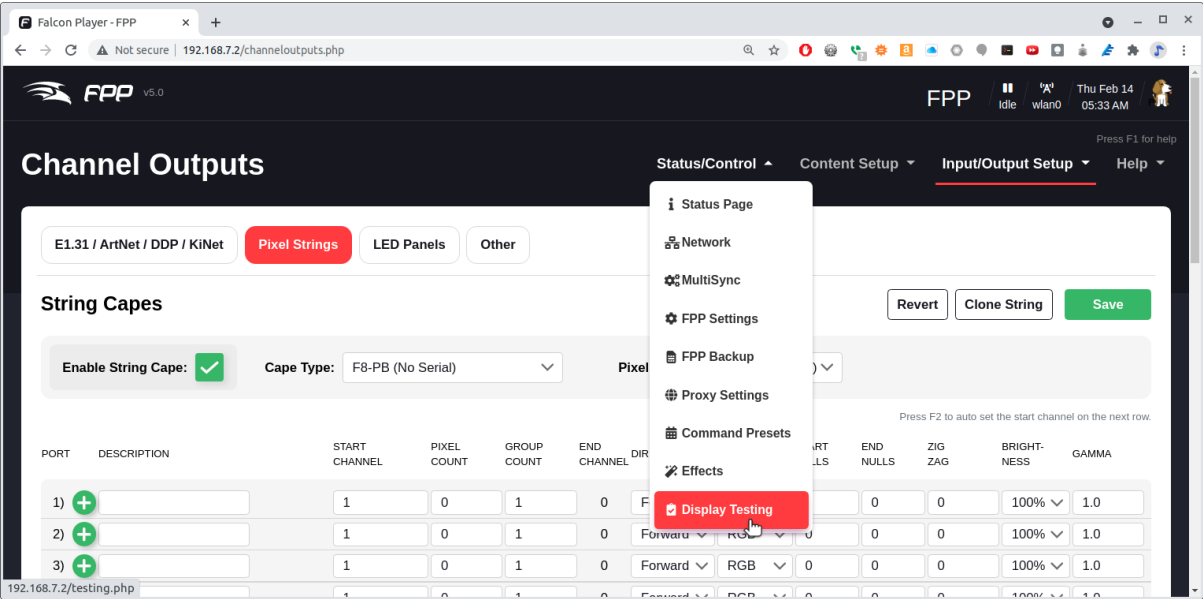 Falcon Player - FPP
Not secure 192.168.7.2/channeloutputs.php
FPP v5.0
FPP
Idle
wlan0
Thu Feb 14
05:33 AM
Press F1 for help
Channel Outputs
Status/Control Content Setup Input/Output Setup Help
Status Page
Network
MultiSync
FPP Settings
FPP Backup
Proxy Settings
Command Presets
Effects
Display Testing
E1.31 / ArtNet / DDP / KiNet Pixel Strings LED Panels Other
String Capes
Revert Clone String Save
Enable String Cape: Cape Type: F8-PB (No Serial) Pixel )
Press F2 to auto set the start channel on the next row.
PORT DESCRIPTION START CHANNEL PIXEL COUNT GROUP COUNT END CHANNEL DIR END NULLS ZIG ZAG BRIGHT-NESS GAMMA
1) 1 0 1 0 0 0 100% 1.0
2) 1 0 1 0 Forward RGB 0 0 0 100% 1.0
3) 1 0 1 0 Forward RGB 0 0 0 100% 1.0
192.168.7.2/testing.php